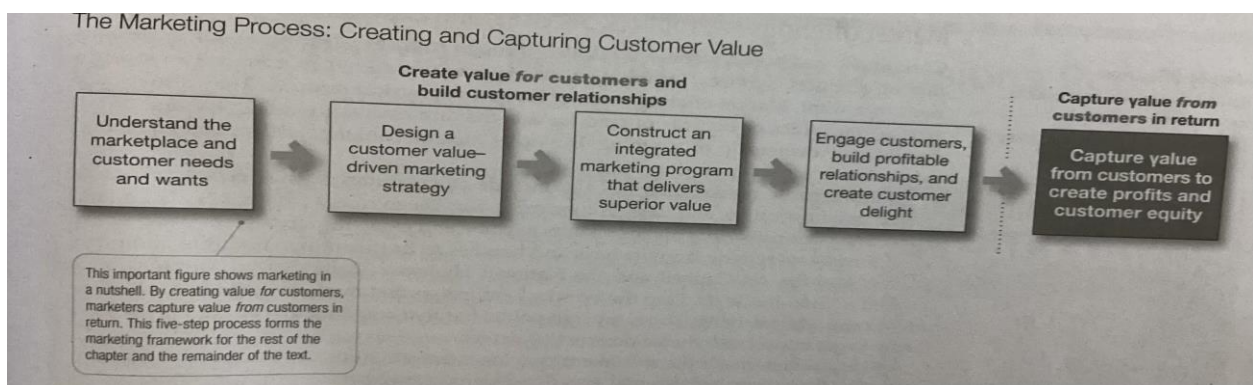 The Marketing Process: Creating and Capturing Customer Value
Create value for customers and
build customer relationships
Understand the
marketplace and
customer needs
and wants
Design a
customer value–
driven marketing
strategy
Construct an
integrated
marketing program
that delivers
superior value
Engage customers,
build profitable
relationships, and
create customer
delight
Capture value from
customers in return
Capture value
from customers to
create profits and
customer equity
This important figure shows marketing in
a nutshell. By creating value for customers,
marketers capture value from customers in
return. This five-step process forms the
marketing framework for the rest of the
chapter and the remainder of the text.